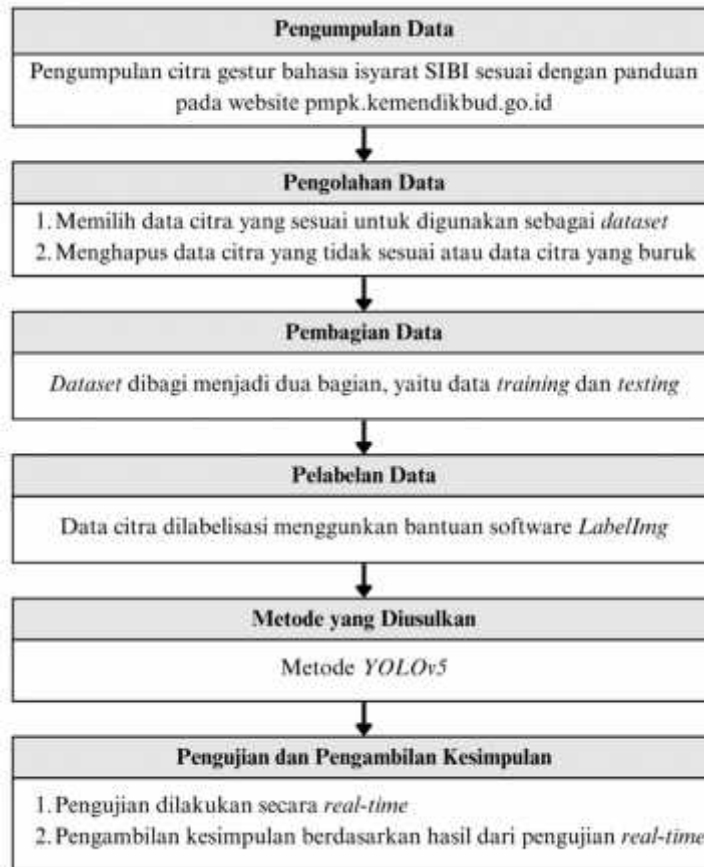 Pengumpulan Data
Pengumpulan citra gestur bahasa isyarat SIBI sesuai dengan panduan
pada website pmpk.kemendikbud.go.id
Pengolahan Data
1. Memilih data citra yang sesuai untuk digunakan sebagai dataset
2. Menghapus data citra yang tidak sesuai atau data citra yang buruk
Pembagian Data
Dataset dibagi menjadi dua bagian, yaitu data training dan testing
Pelabelan Data
Data citra dilabelisasi menggunkan bantuan software LabelImg
Metode yang Diusulkan
Metode YOLOv5
Pengujian dan Pengambilan Kesimpulan
1. Pengujian dilakukan secara real-time
2. Pengambilan kesimpulan berdasarkan hasil dari pengujian real-time